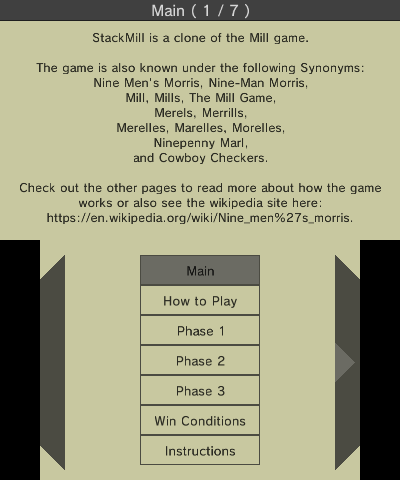 Main ( 1 / 7 )
StackMill is a clone of the Mill game.
The game is also known under the following Synonyms:
Nine Men's Morris, Nine-Man Morris,
Mill, Mills, The Mill Game,
Merels, Merrills,
Merelles, Marelles, Morelles,
Ninepenny Marl,
and Cowboy Checkers.
Check out the other pages to read more about how the game
works or also see the wikipedia site here:
https://en.wikipedia.org/wiki/Nine_men%27s_morris.
Main
How to Play
Phase 1
Phase 2
Phase 3
Win Conditions
Instructions